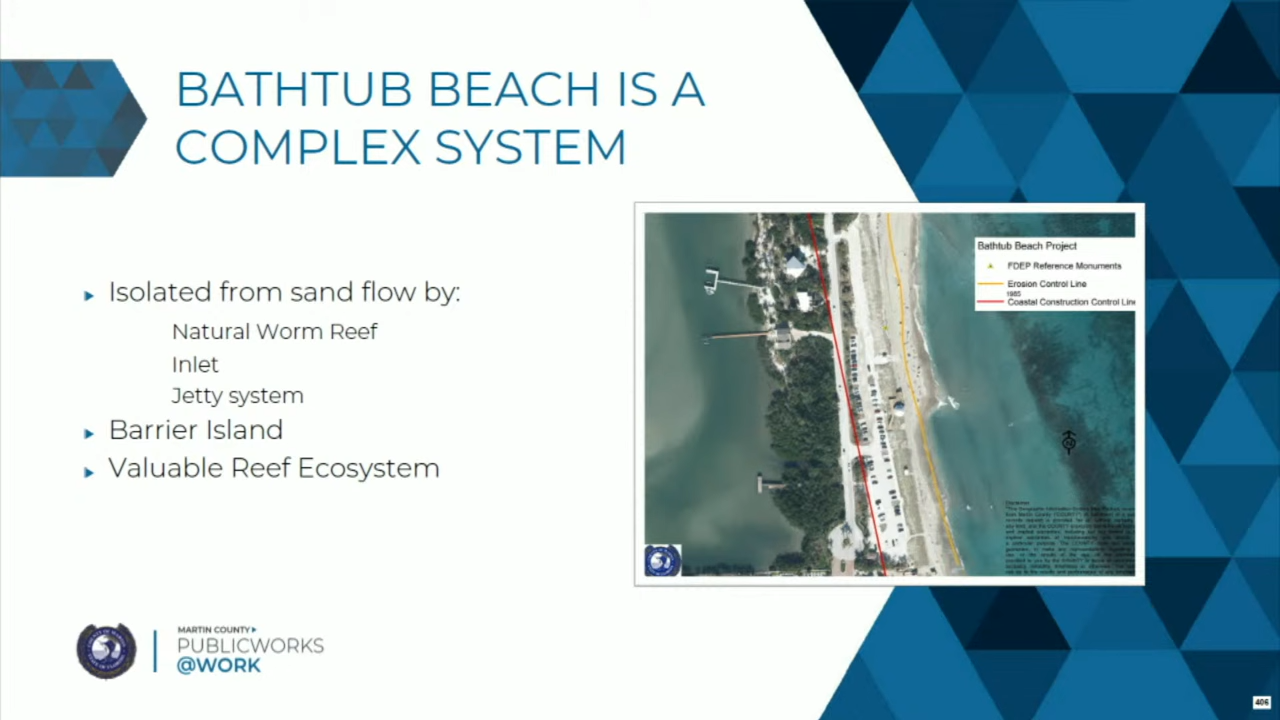 BATHTUB BEACH IS A
COMPLEX SYSTEM
Isolated from sand flow by:
Natural Worm Reef
Inlet
Jetty system
Barrier Island
Valuable Reef Ecosystem
Bathtub Beach Project
FDEP Reference Monuments
Erosion Control Line
1985
Coastal Construction Control Line
MARTIN COUNTY
PUBLICWORKS
@WORK
406